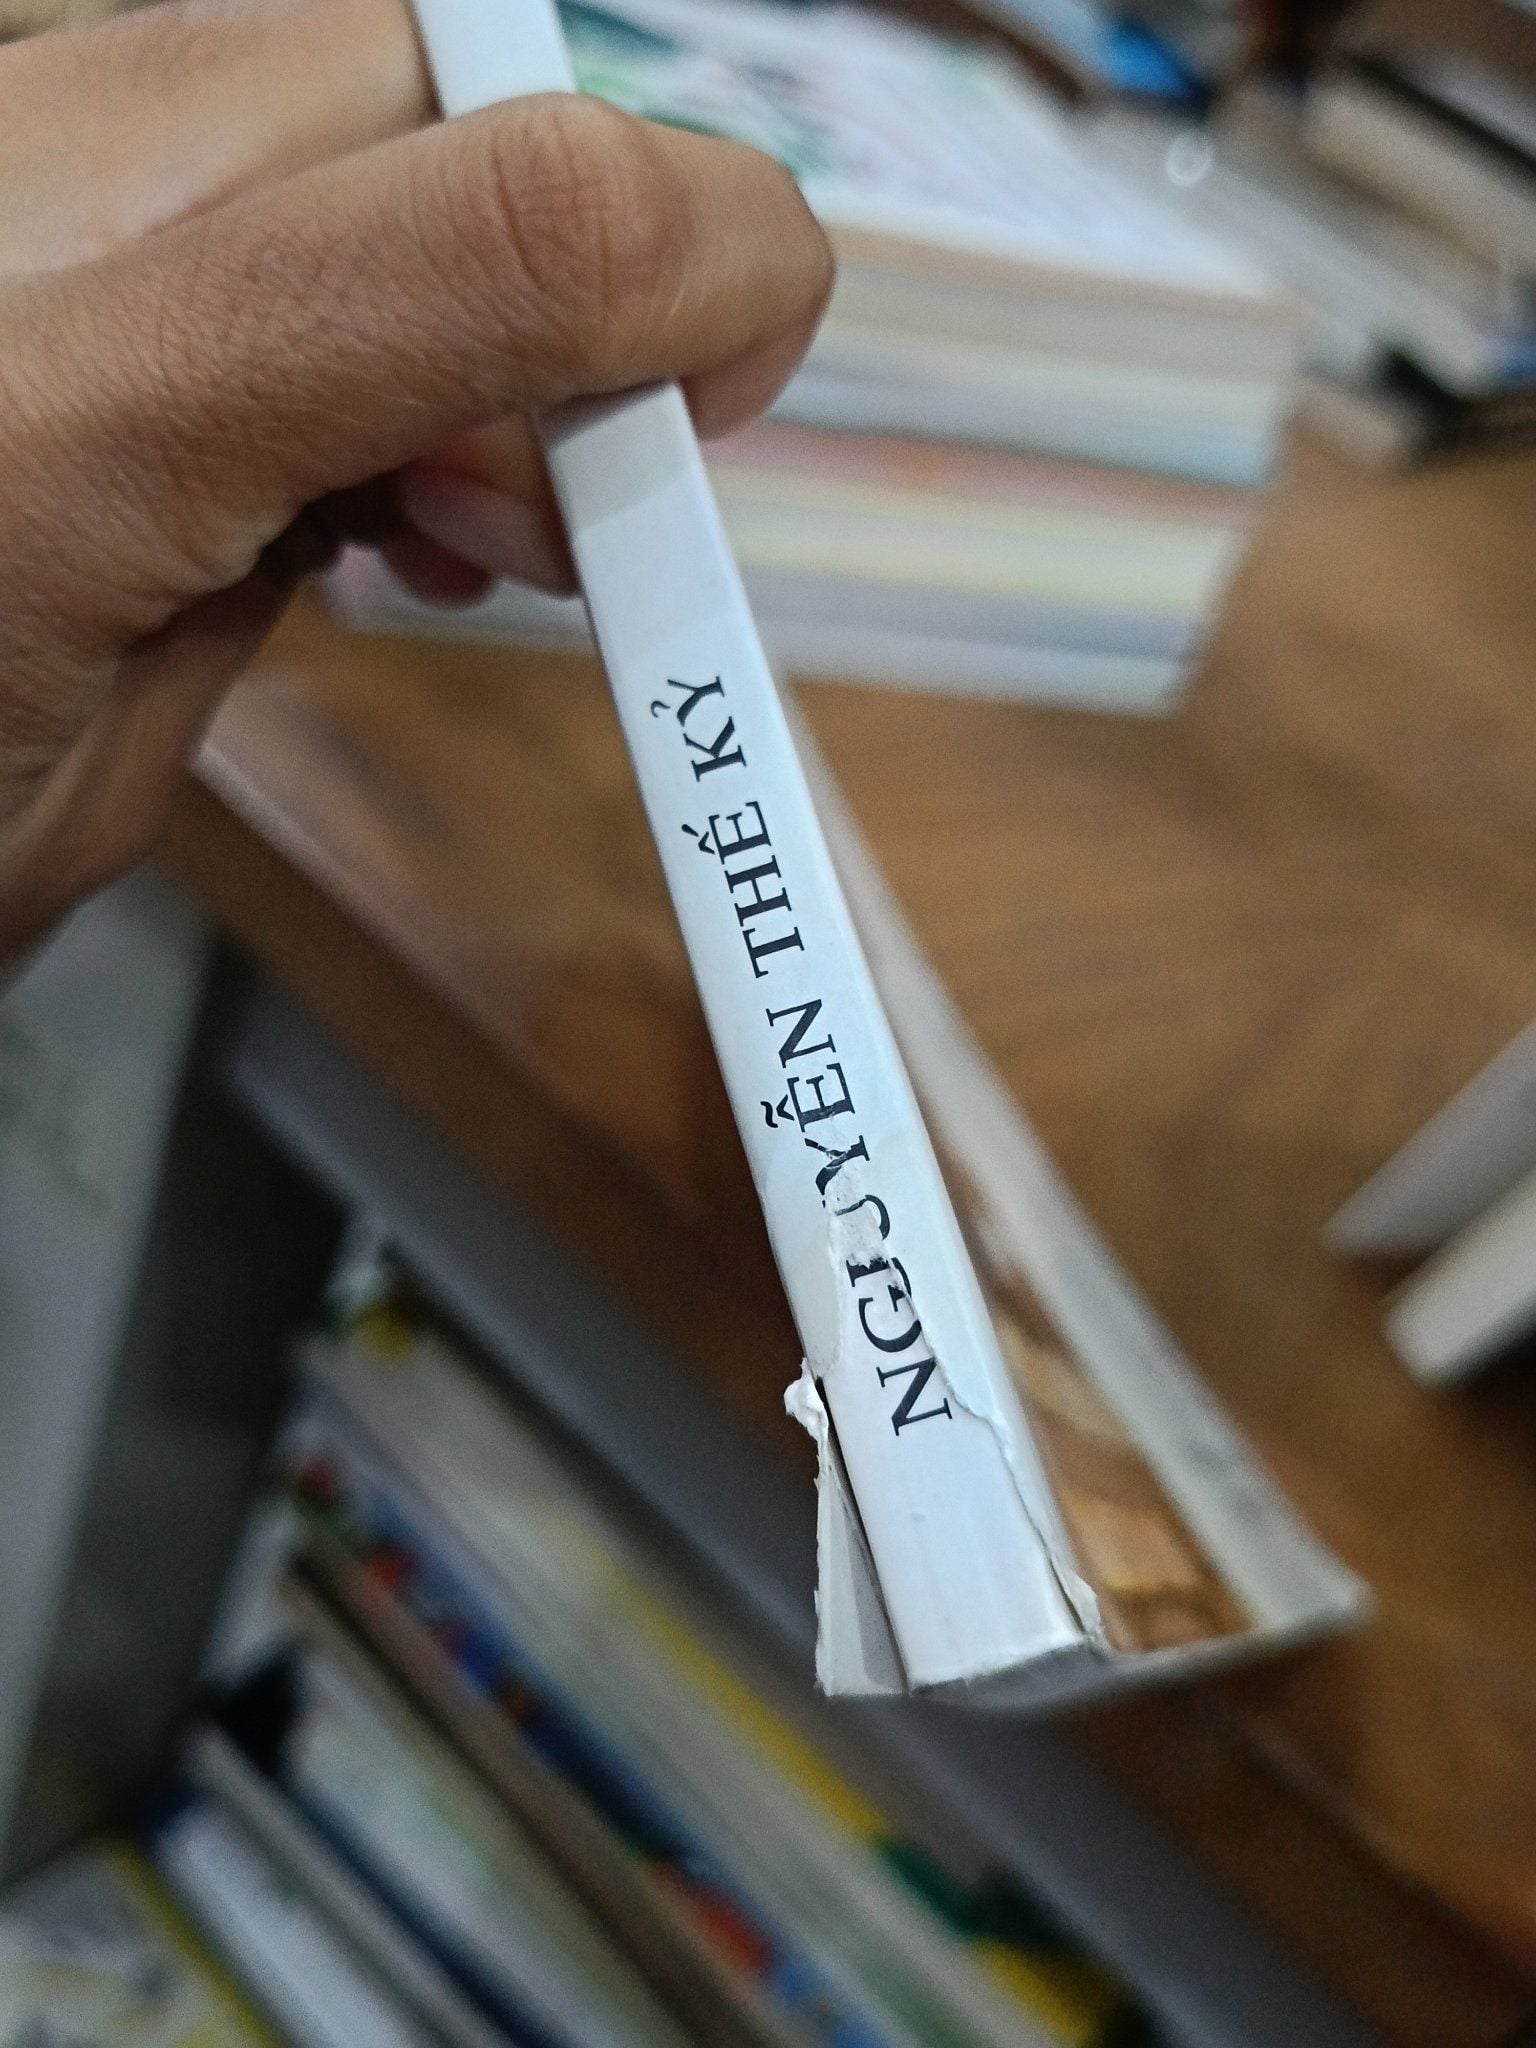 NGUYỄN THẾ KỶ